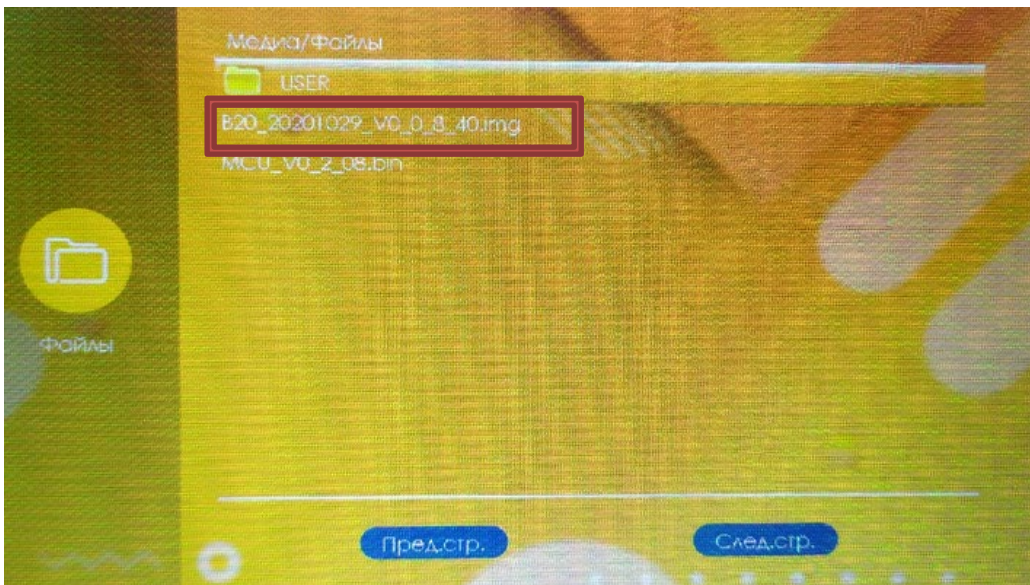 Медиа/Файлы
USER
B20_20201029_V0_0_8_40.img
MCU_V0_2_08.bin
Файлы
Пред.стр.
След.стр.